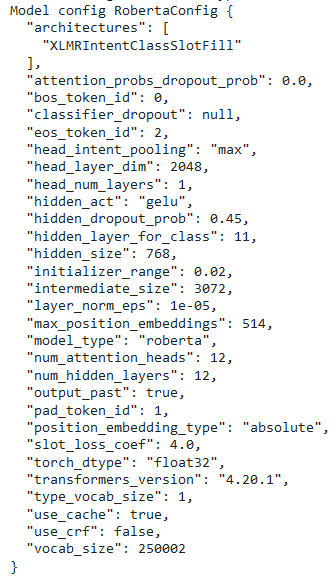 Model config RobertaConfig {
  "architectures": [
    "XLMRIntentClassSlotFill"
  ],
  "attention_probs_dropout_prob": 0.0,
  "bos_token_id": 0,
  "classifier_dropout": null,
  "eos_token_id": 2,
  "head_intent_pooling": "max",
  "head_layer_dim": 2048,
  "head_num_layers": 1,
  "hidden_act": "gelu",
  "hidden_dropout_prob": 0.45,
  "hidden_layer_for_class": 11,
  "hidden_size": 768,
  "initializer_range": 0.02,
  "intermediate_size": 3072,
  "layer_norm_eps": 1e-05,
  "max_position_embeddings": 514,
  "model_type": "roberta",
  "num_attention_heads": 12,
  "num_hidden_layers": 12,
  "output_past": true,
  "pad_token_id": 1,
  "position_embedding_type": "absolute",
  "slot_loss_coef": 4.0,
  "torch_dtype": "float32",
  "transformers_version": "4.20.1",
  "type_vocab_size": 1,
  "use_cache": true,
  "use_crf": false,
  "vocab_size": 250002
}